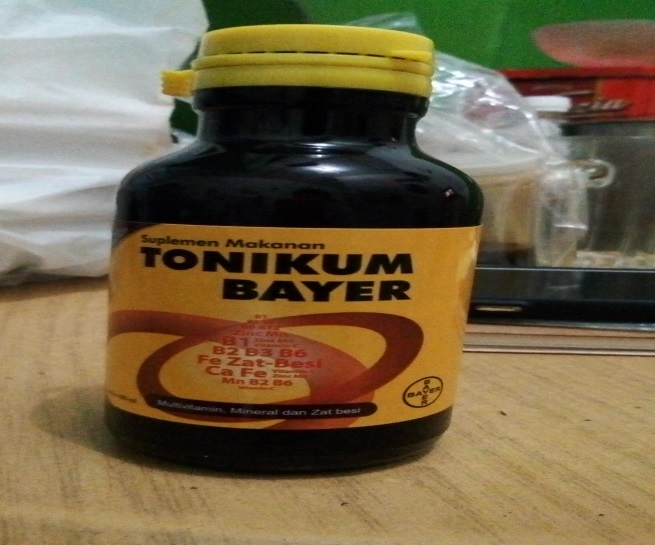 Suplemen Makanan
TONIKUM
BAYER
B1
B2 B3 B6
Fe Zat-Besi
Ca Fe
Mn B2 B6
Multivitamin, Mineral dan Zat besi
BAYER
BAYER